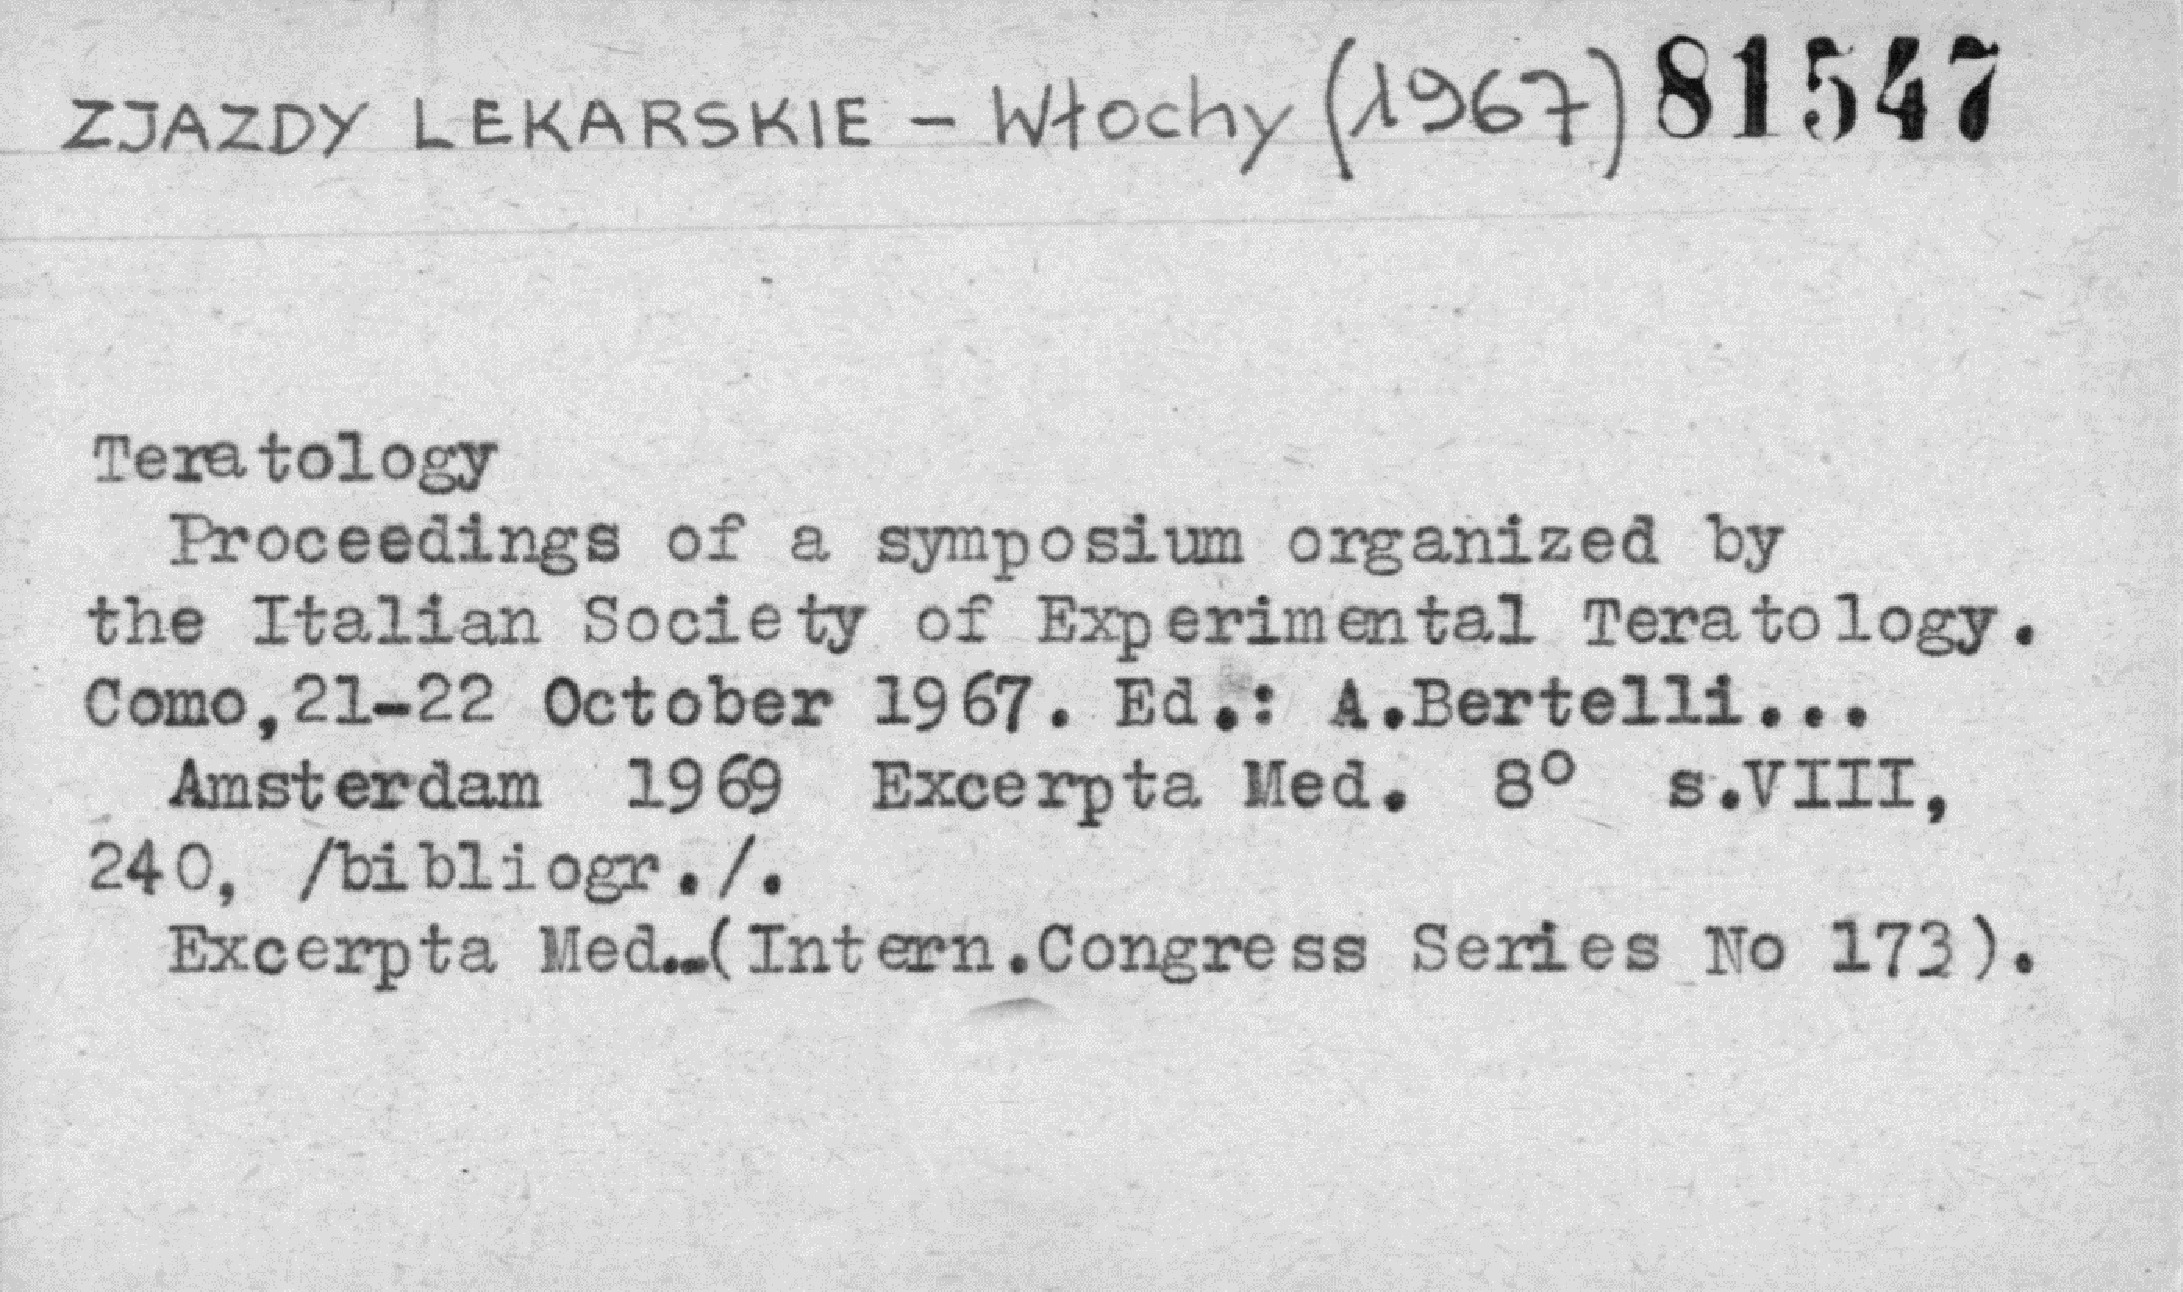 ZJAZDY LEKARSKIE - Włochy (1967) 81547
Teratology
Proceedings of a symposium organized by
the Italian Society of Experimental Teratology.
Como,21-22 October 1967. Ed.: A.Bertelli...
Amsterdam 1969 Excerpta Med. 8° s.VIII,
240, /bibliogr./.
Excerpta Med..(Intern.Congress Series No 173).